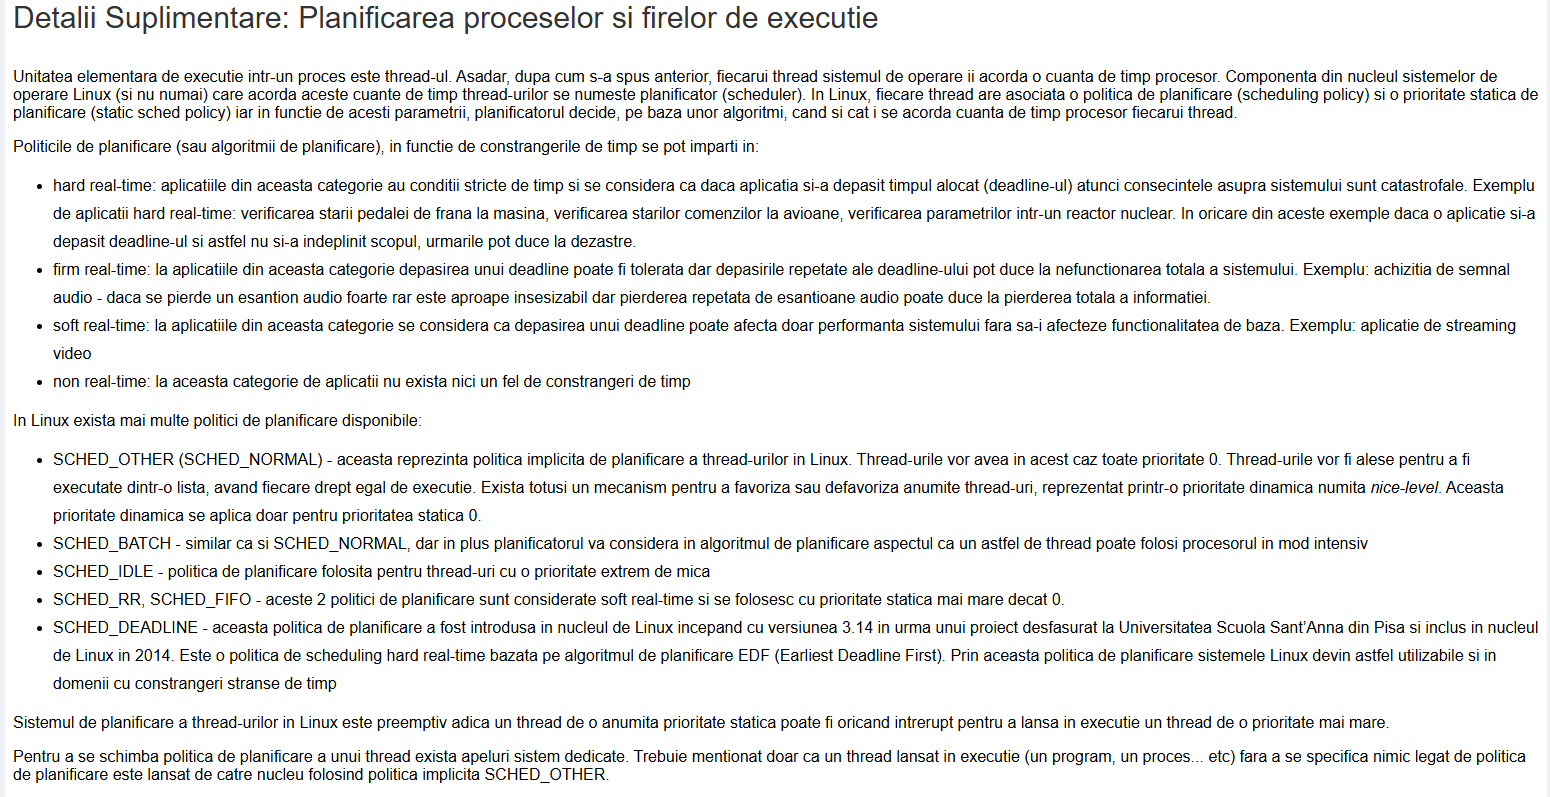 Detalii Suplimentare: Planificarea proceselor si firelor de executie
Unitatea elementara de executie intr-un proces este thread-ul. Asadar, dupa cum s-a spus anterior, fiecarui thread sistemul de operare ii acorda o cuanta de timp procesor. Componenta din nucleul sistemelor de
operare Linux (si nu numai) care acorda aceste cuante de timp thread-urilor se numeste planificator (scheduler). In Linux, fiecare thread are asociata o politica de planificare (scheduling policy) si o prioritate statica de
planificare (static sched policy) iar in functie de acesti parametrii, planificatorul decide, pe baza unor algoritmi, cand si cat i se acorda cuanta de timp procesor fiecarui thread.
Politicile de planificare (sau algoritmii de planificare), in functie de constrangerile de timp se pot imparti in:
• hard real-time: aplicatiile din aceasta categorie au conditii stricte de timp si se considera ca daca aplicatia si-a depasit timpul alocat (deadline-ul) atunci consecintele asupra sistemului sunt catastrofale. Exemplu
de aplicatii hard real-time: verificarea starii pedalei de frana la masina, verificarea starilor comenzilor la avioane, verificarea parametrilor intr-un reactor nuclear. In oricare din aceste exemple daca o aplicatie si-a
depasit deadline-ul si astfel nu si-a indeplinit scopul, urmarile pot duce la dezastre.
• firm real-time: la aplicatiile din aceasta categorie depasirea unui deadline poate fi tolerata dar depasirile repetate ale deadline-ului pot duce la nefunctionarea totala a sistemului. Exemplu: achizitia de semnal
audio - daca se pierde un esantion audio foarte rar este aproape insesizabil dar pierderea repetata de esantioane audio poate duce la pierderea totala a informatiei.
• soft real-time: la aplicatiile din aceasta categorie se considera ca depasirea unui deadline poate afecta doar performanta sistemului fara sa-i afecteze functionalitatea de baza. Exemplu: aplicatie de streaming
video
• non real-time: la aceasta categorie de aplicatii nu exista nici un fel de constrangeri de timp
In Linux exista mai multe politici de planificare disponibile:
• SCHED_OTHER (SCHED_NORMAL) - aceasta reprezinta politica implicita de planificare a thread-urilor in Linux. Thread-urile vor avea in acest caz toate prioritate 0. Thread-urile vor fi alese pentru a fi
executate dintr-o lista, avand fiecare drept egal de executie. Exista totusi un mecanism pentru a favoriza sau defavoriza anumite thread-uri, reprezentat printr-o prioritate dinamica numita nice-level. Aceasta
prioritate dinamica se aplica doar pentru prioritatea statica 0.
• SCHED_BATCH - similar ca si SCHED_NORMAL, dar in plus planificatorul va considera in algoritmul de planificare aspectul ca un astfel de thread poate folosi procesorul in mod intensiv
• SCHED_IDLE - politica de planificare folosita pentru thread-uri cu o prioritate extrem de mica
• SCHED_RR, SCHED_FIFO - aceste 2 politici de planificare sunt considerate soft real-time si se folosesc cu prioritate statica mai mare decat 0.
• SCHED_DEADLINE - aceasta politica de planificare a fost introdusa in nucleul de Linux incepand cu versiunea 3.14 in urma unui proiect desfasurat la Universitatea Scuola Sant'Anna din Pisa si inclus in nucleul
de Linux in 2014. Este o politica de scheduling hard real-time bazata pe algoritmul de planificare EDF (Earliest Deadline First). Prin aceasta politica de planificare sistemele Linux devin astfel utilizabile si in
domenii cu constrangeri stranse de timp
Sistemul de planificare a thread-urilor in Linux este preemptiv adica un thread de o anumita prioritate statica poate fi oricand intrerupt pentru a lansa in executie un thread de o prioritate mai mare.
Pentru a se schimba politica de planificare a unui thread exista apeluri sistem dedicate. Trebuie mentionat doar ca un thread lansat in executie (un program, un proces... etc) fara a se specifica nimic legat de politica
de planificare este lansat de catre nucleu folosind politica implicita SCHED_OTHER.